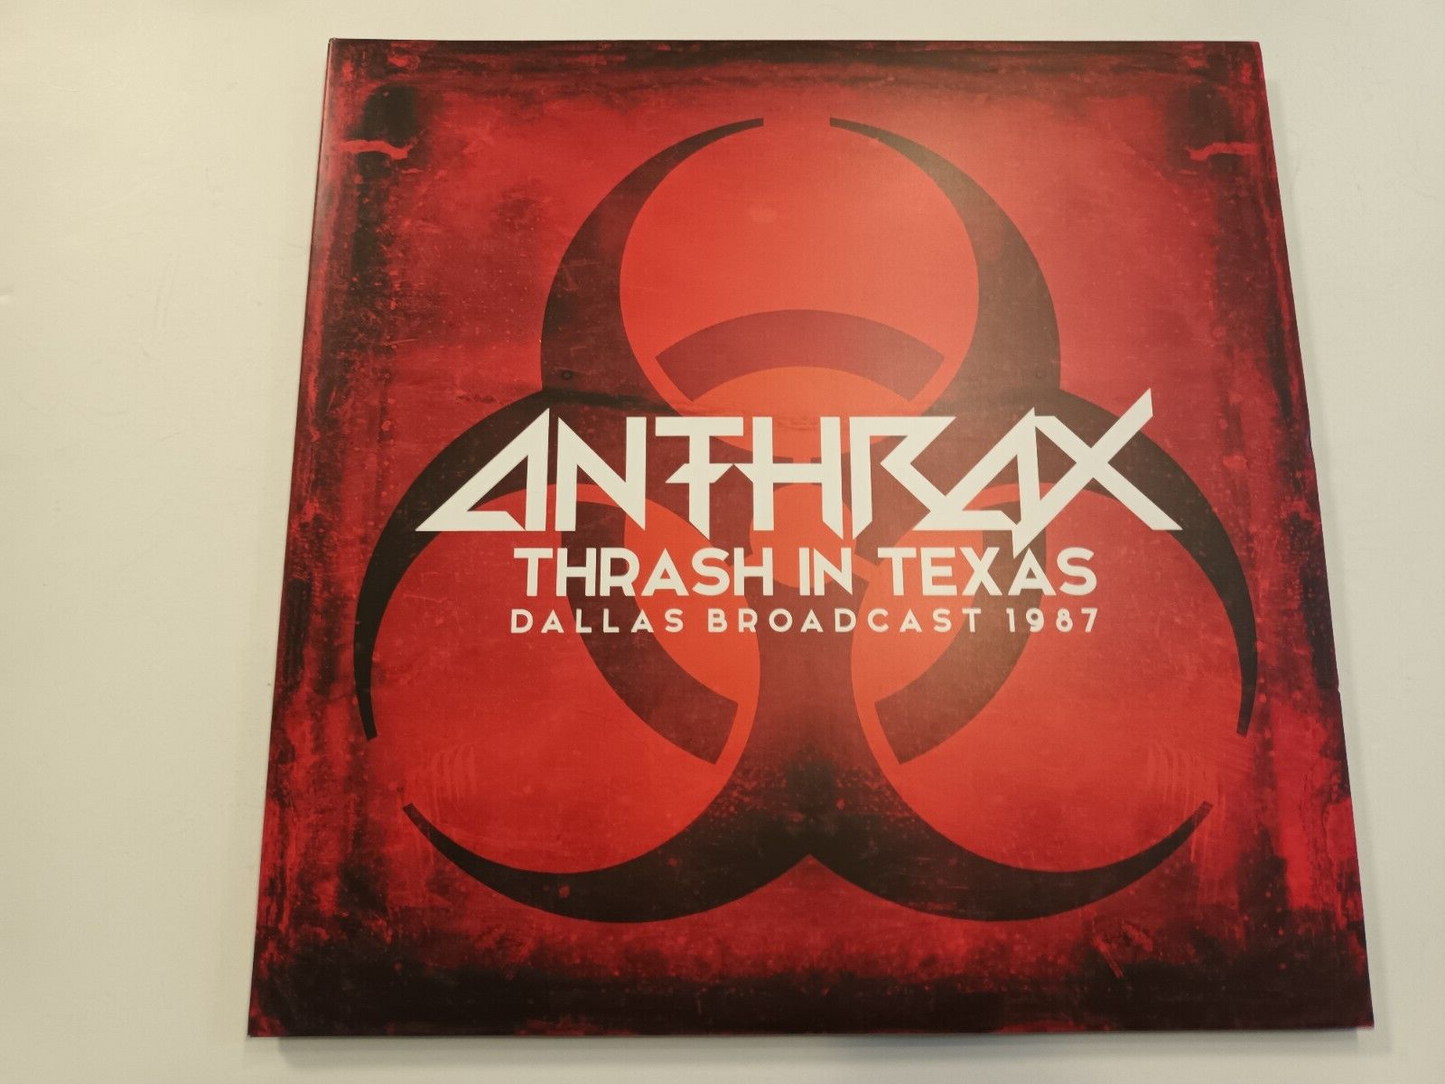 ANTHRAX
THRASH IN TEXAS
DALLAS BROADCAST 1987